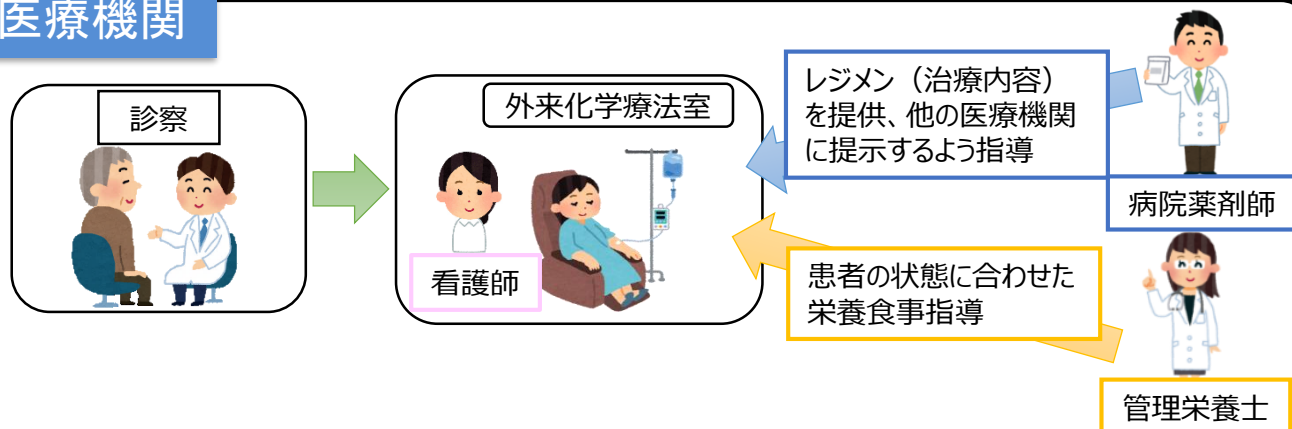 医療機関
診察
外来化学療法室
看護師
レジメン（治療内容）
を提供、他の医療機関
に提示するよう指導
病院薬剤師
患者の状態に合わせた
栄養食事指導
管理栄養士